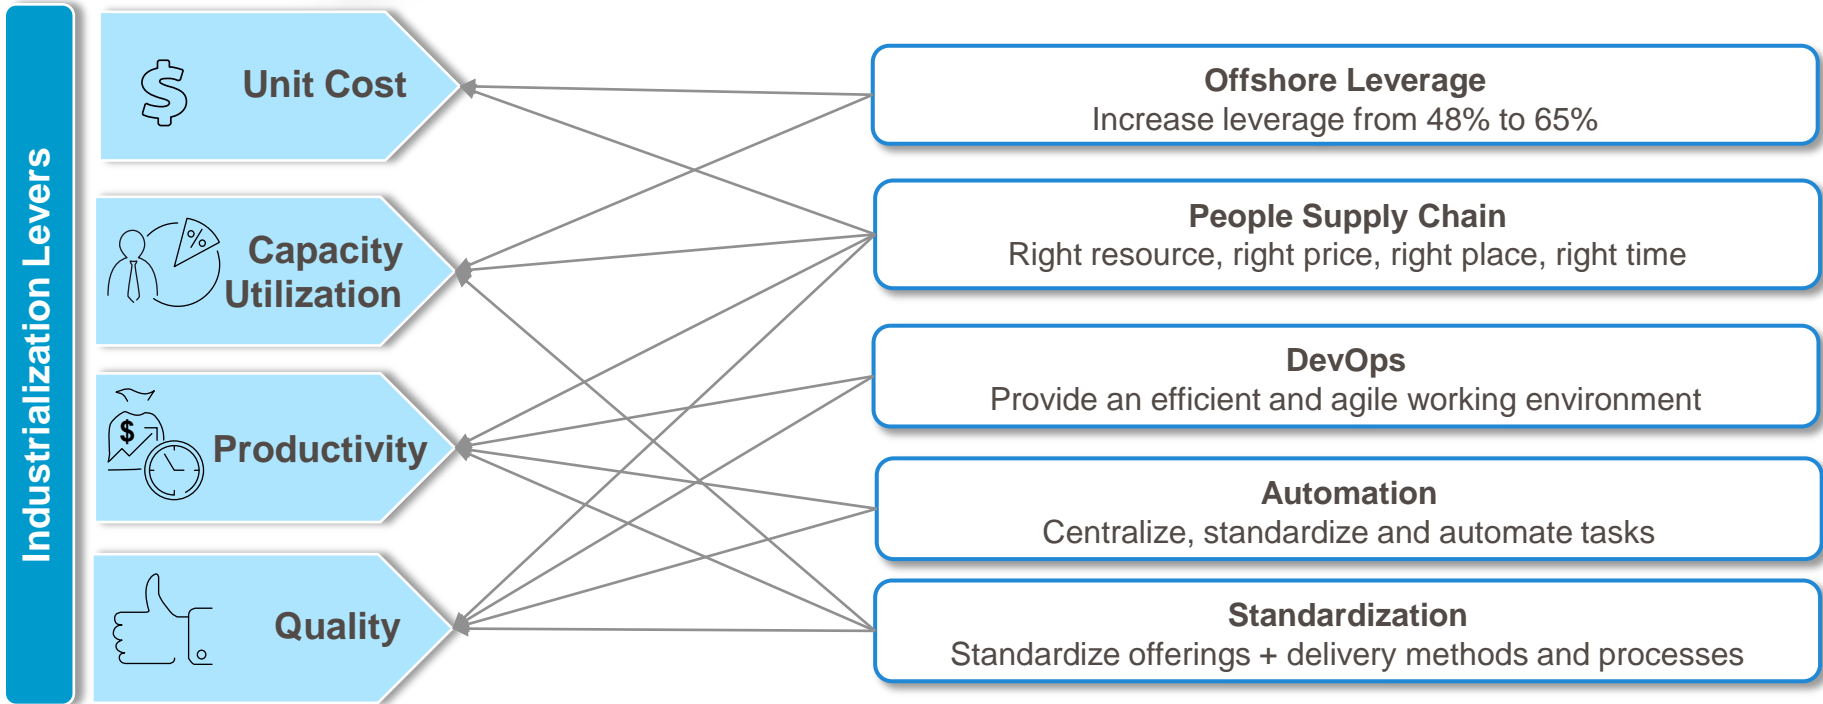 Industrialization Levers
$
Unit Cost
%
Capacity
Utilization
$
Productivity
Quality
Offshore Leverage
Increase leverage from 48% to 65%
People Supply Chain
Right resource, right price, right place, right time
DevOps
Provide an efficient and agile working environment
Automation
Centralize, standardize and automate tasks
Standardization
Standardize offerings + delivery methods and processes